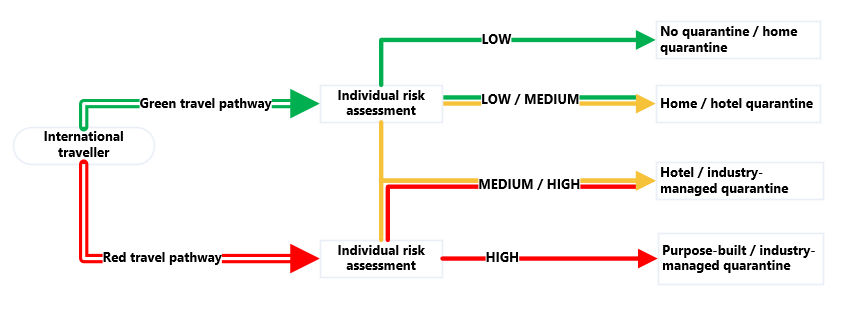 LOW
No quarantine / home
quarantine
Green travel pathway
Individual risk
assessment
LOW / MEDIUM
Home / hotel quarantine
International
traveller
MEDIUM / HIGH
Hotel / industry-
managed quarantine
Red travel pathway
Individual risk
assessment
HIGH
Purpose-built / industry-
managed quarantine